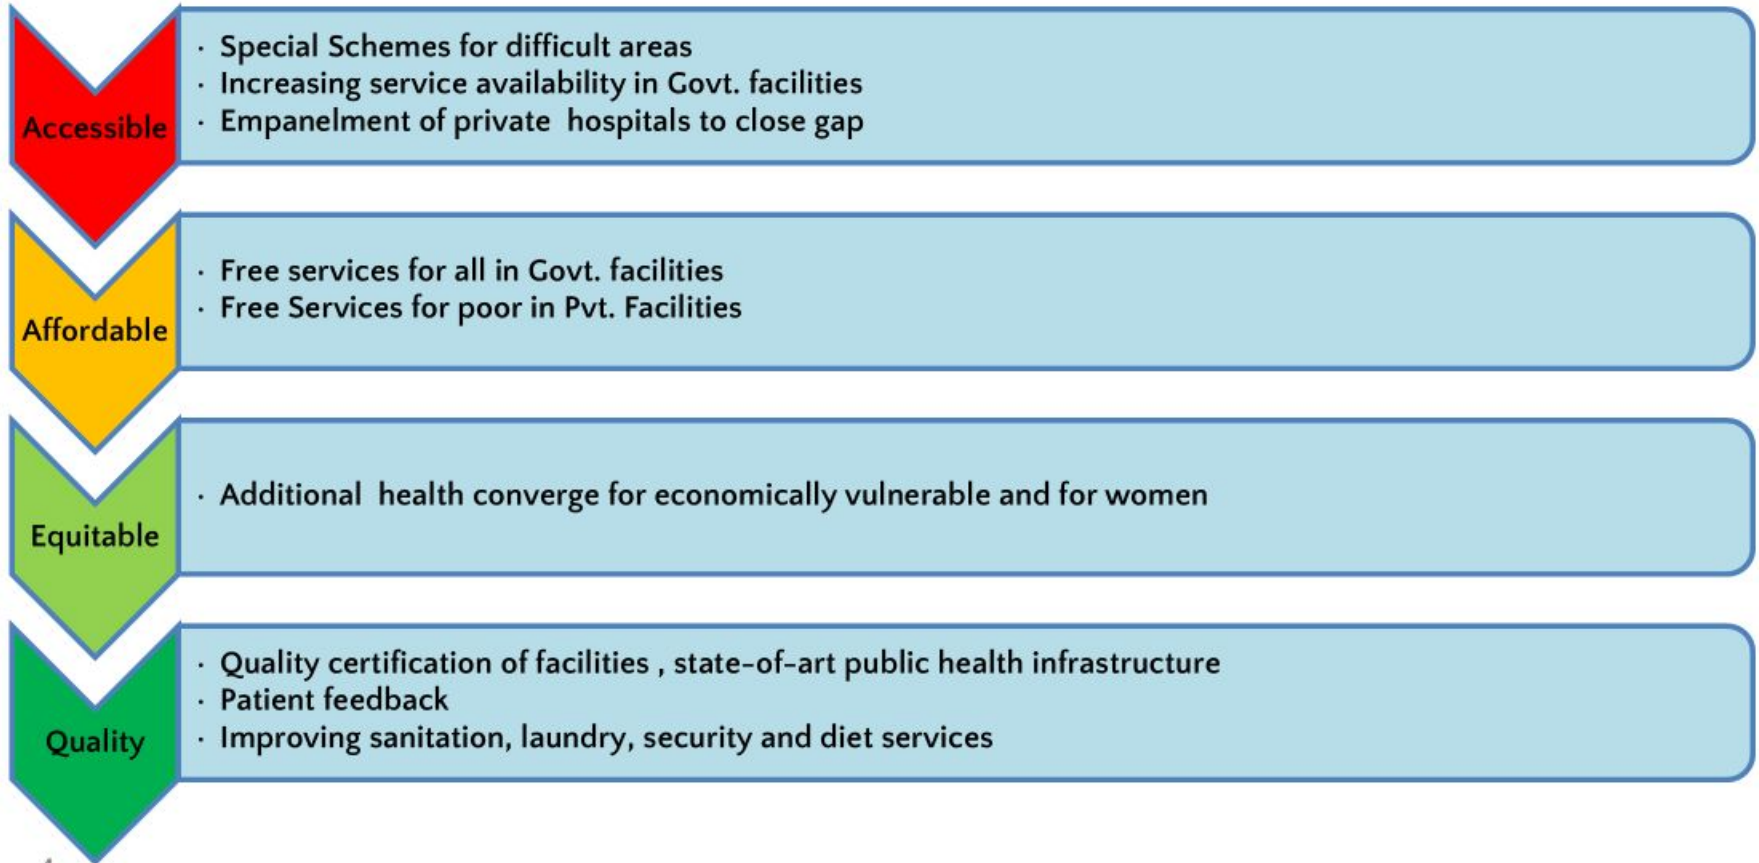 Accessible
· Special Schemes for difficult areas
· Increasing service availability in Govt. facilities
· Empanelment of private hospitals to close gap
Affordable
· Free services for all in Govt. facilities
· Free Services for poor in Pvt. Facilities
Equitable
· Additional health converge for economically vulnerable and for women
Quality
· Quality certification of facilities , state-of-art public health infrastructure
· Patient feedback
· Improving sanitation, laundry, security and diet services